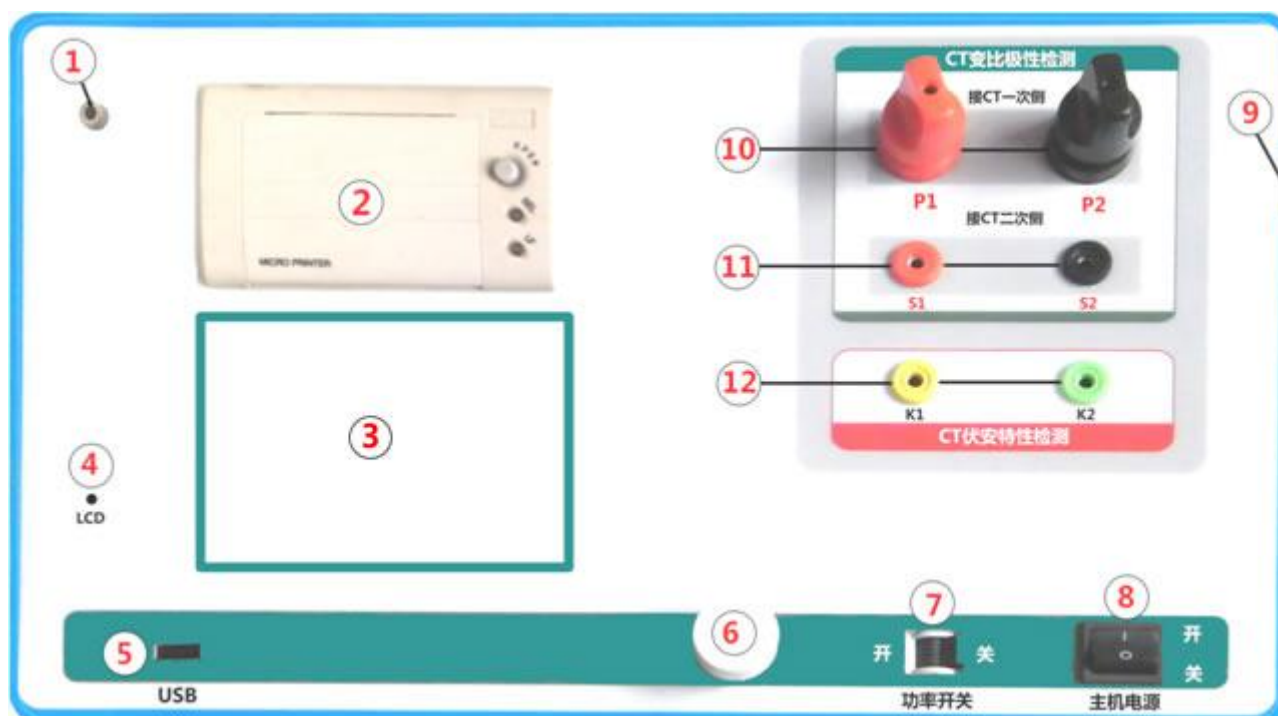 1
CT变比极性检测
接CT一次侧
9
10
P1
P2
2
接CT二次侧
MICRO PRINTER
11
S1
S2
12
K1
K2
3
CT伏安特性检测
4
LCD
5
USB
6
7
开
关
功率开关
8
开
关
主机电源